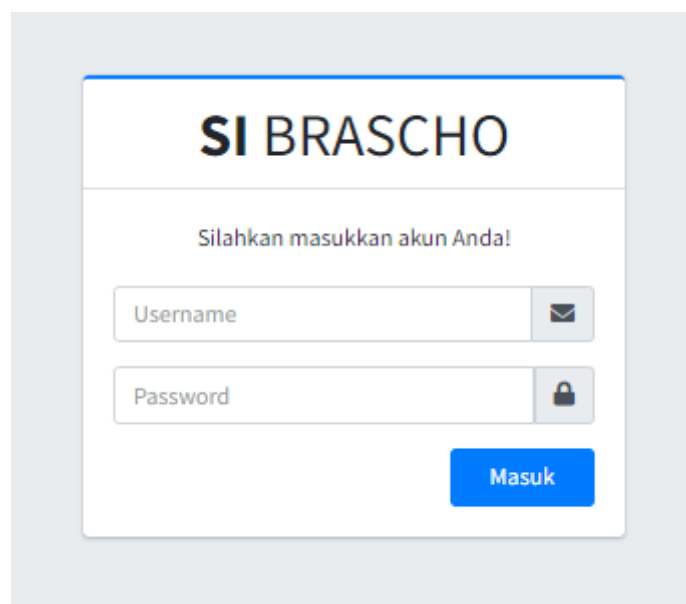 SI BRASCHO
Silahkan masukkan akun Anda!
Username
Password
Masuk